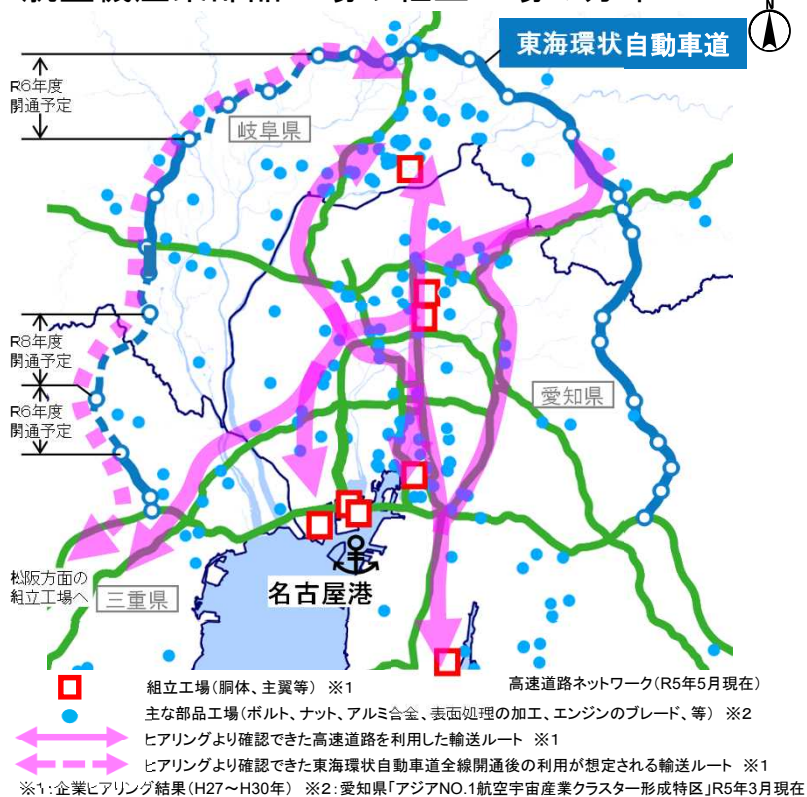 N
東海環状自動車道
R6年度
開通予定
岐阜県
R8年度
開通予定
R6年度
開通予定
愛知県
松阪方面の
組立工場へ
三重県
名古屋港
組立工場(胴体、主翼等) ※1
高速道路ネットワーク(R5年5月現在)
主な部品工場(ボルト、ナット、アルミ合金、表面処理の加工、エンジンのブレード、等) ※2
ヒアリングより確認できた高速道路を利用した輸送ルート ※1
ヒアリングより確認できた東海環状自動車道全線開通後の利用が想定される輸送ルート ※1
※1:企業ヒアリング結果(H27～H30年) ※2:愛知県「アジアNO.1航空宇宙産業クラスター形成特区」R5年3月現在